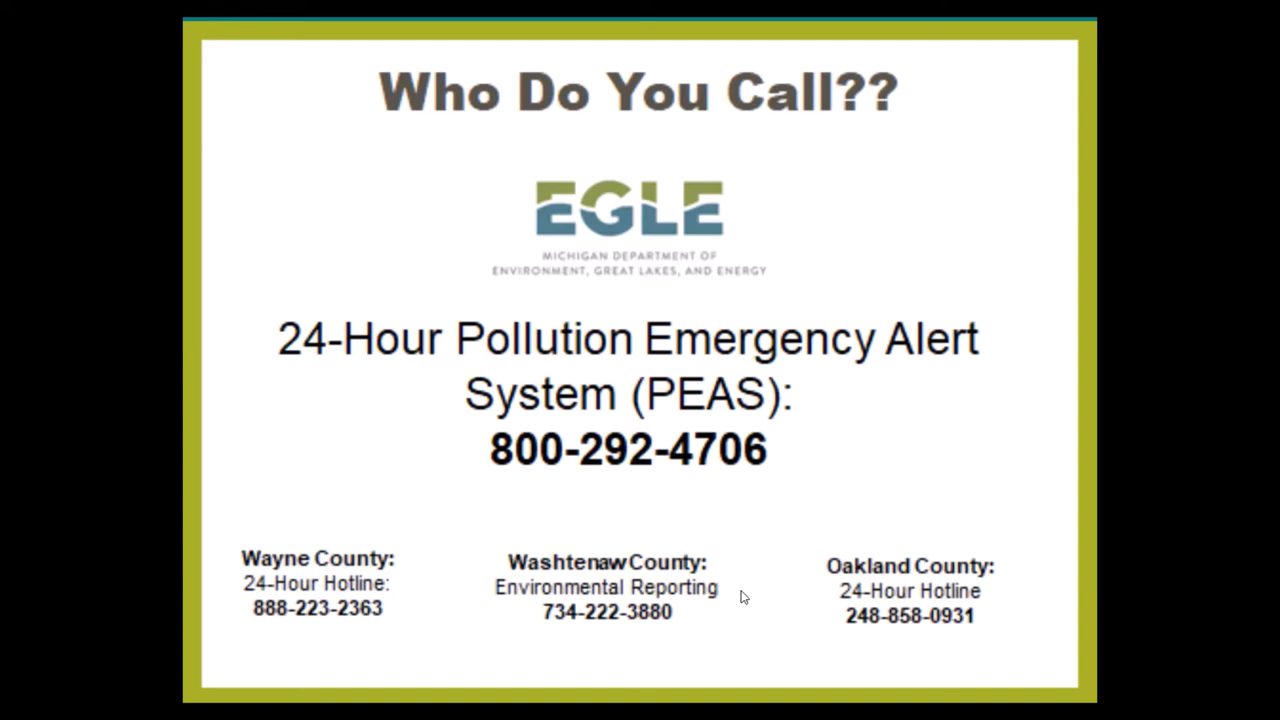 Who Do You Call??
EGLE
MICHIGAN DEPARTMENT OF
ENVIRONMENT, GREAT LAKES, AND ENERGY
24-Hour Pollution Emergency Alert
System (PEAS):
800-292-4706
Wayne County:
24-Hour Hotline:
888-223-2363
Washtenaw County:
Environmental Reporting
734-222-3880
Oakland County:
24-Hour Hotline
248-858-0931